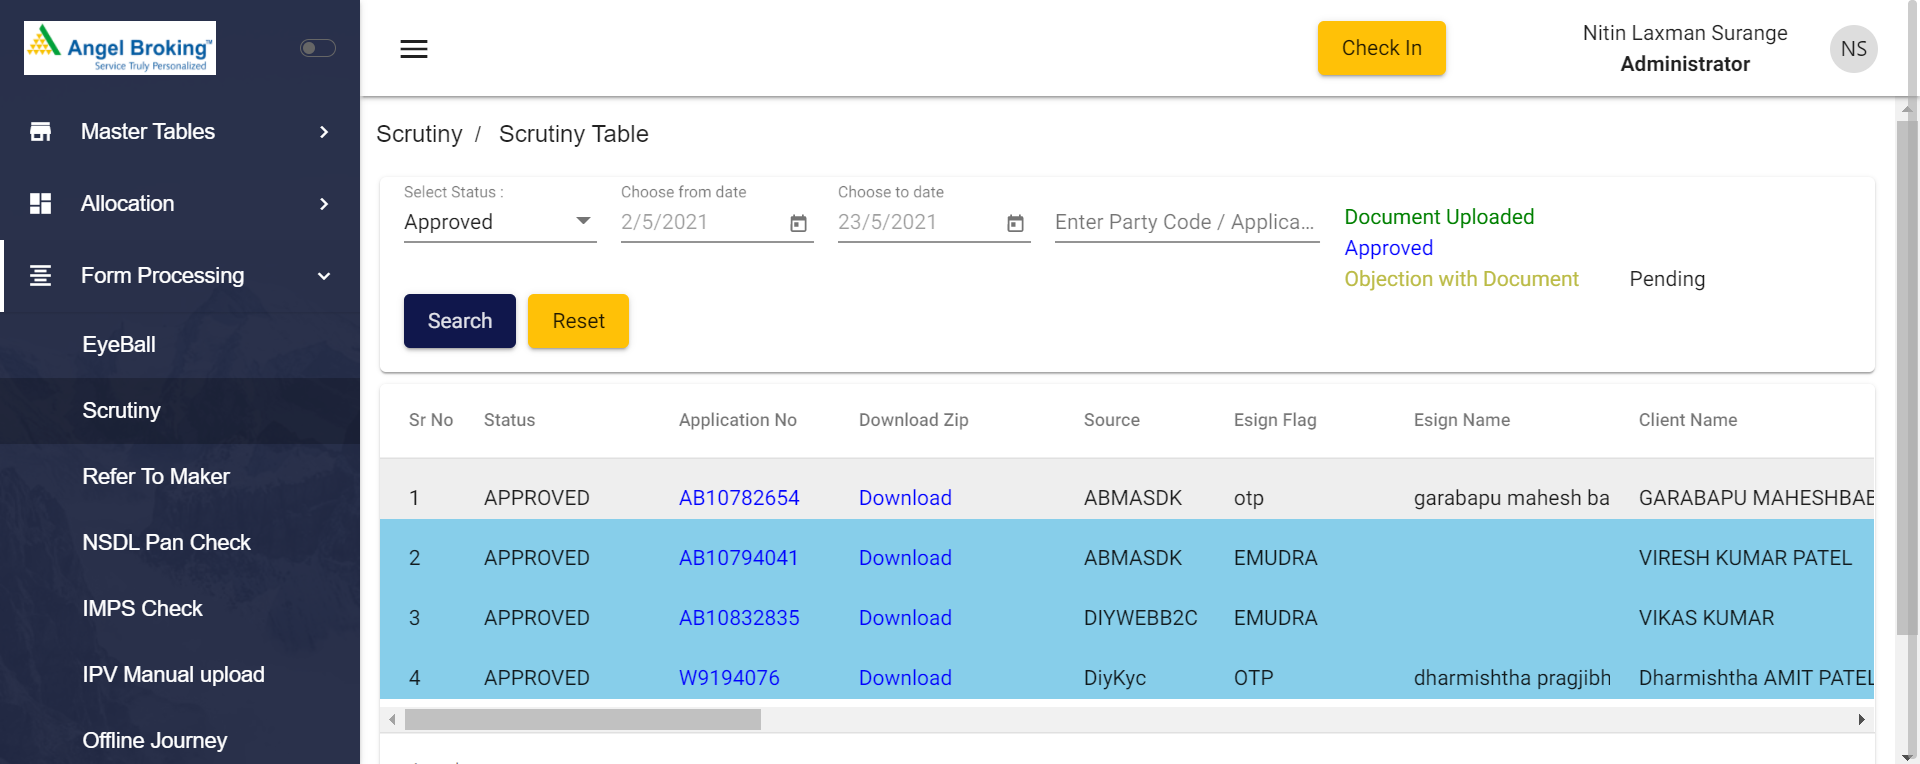 Angel Broking™
Service Truly Personalized
Master Tables
Allocation
Form Processing
EyeBall
Scrutiny
Refer To Maker
NSDL Pan Check
IMPS Check
IPV Manual upload
Offline Journey
Check In
Nitin Laxman Surange
Administrator
NS
Scrutiny / Scrutiny Table
Select Status :
Approved
Choose from date
2/5/2021
Choose to date
23/5/2021
Enter Party Code / Applica...
Document Uploaded
Approved
Objection with Document
Pending
Search
Reset
Sr No Status Application No Download Zip Source Esign Flag Esign Name Client Name
1 APPROVED AB10782654 Download ABMASDK otp garabapu mahesh ba GARABAPU MAHESHBAB
2 APPROVED AB10794041 Download ABMASDK EMUDRA VIRESH KUMAR PATEL
3 APPROVED AB10832835 Download DIYWEBB2C EMUDRA VIKAS KUMAR
4 APPROVED W9194076 Download DiyKyc OTP dharmishtha pragjibh Dharmishtha AMIT PATEL